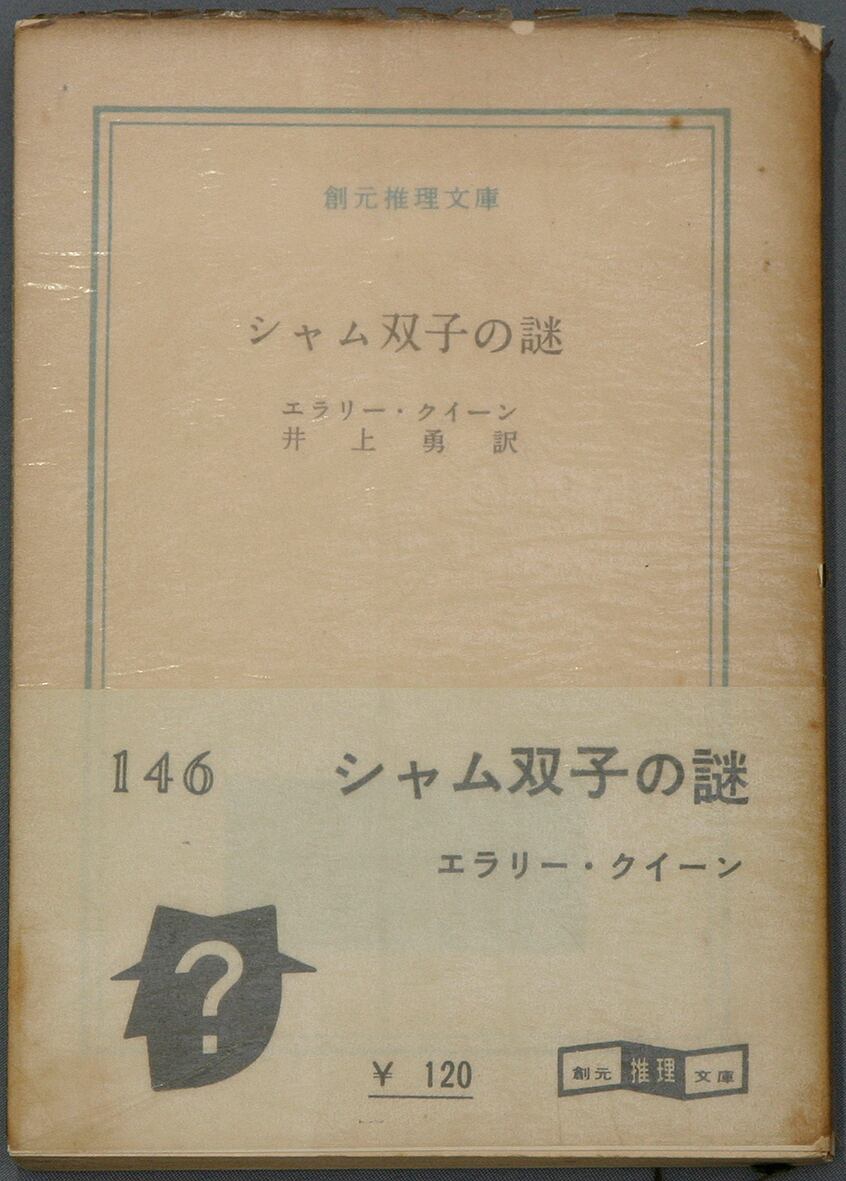 創元推理文庫
シャム双子の謎
エラリー・クイーン
井上勇訳
146
シャム双子の謎
エラリー・クイーン
?
¥ 120
創元推理文庫